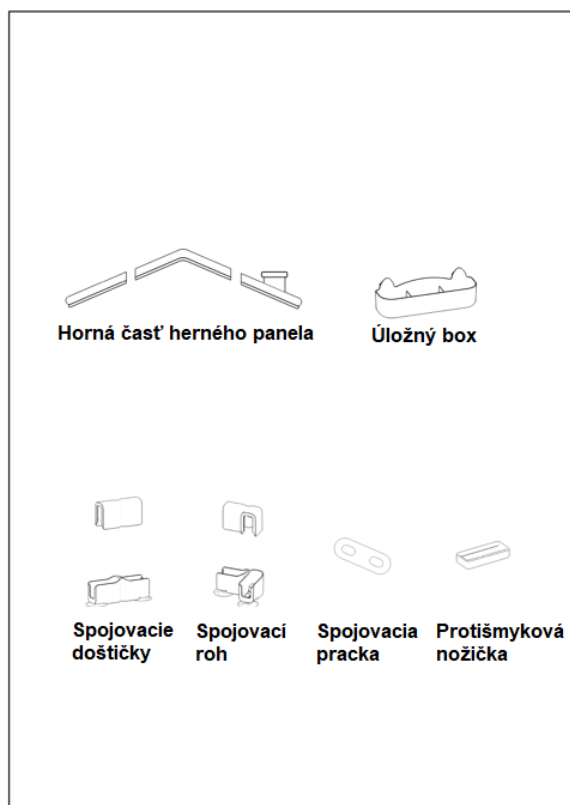 Horná časť herného panela
Úložný box
Spojovacie
doštičky
Spojovací
roh
Spojovacia
pracka
Protišmyková
nožička